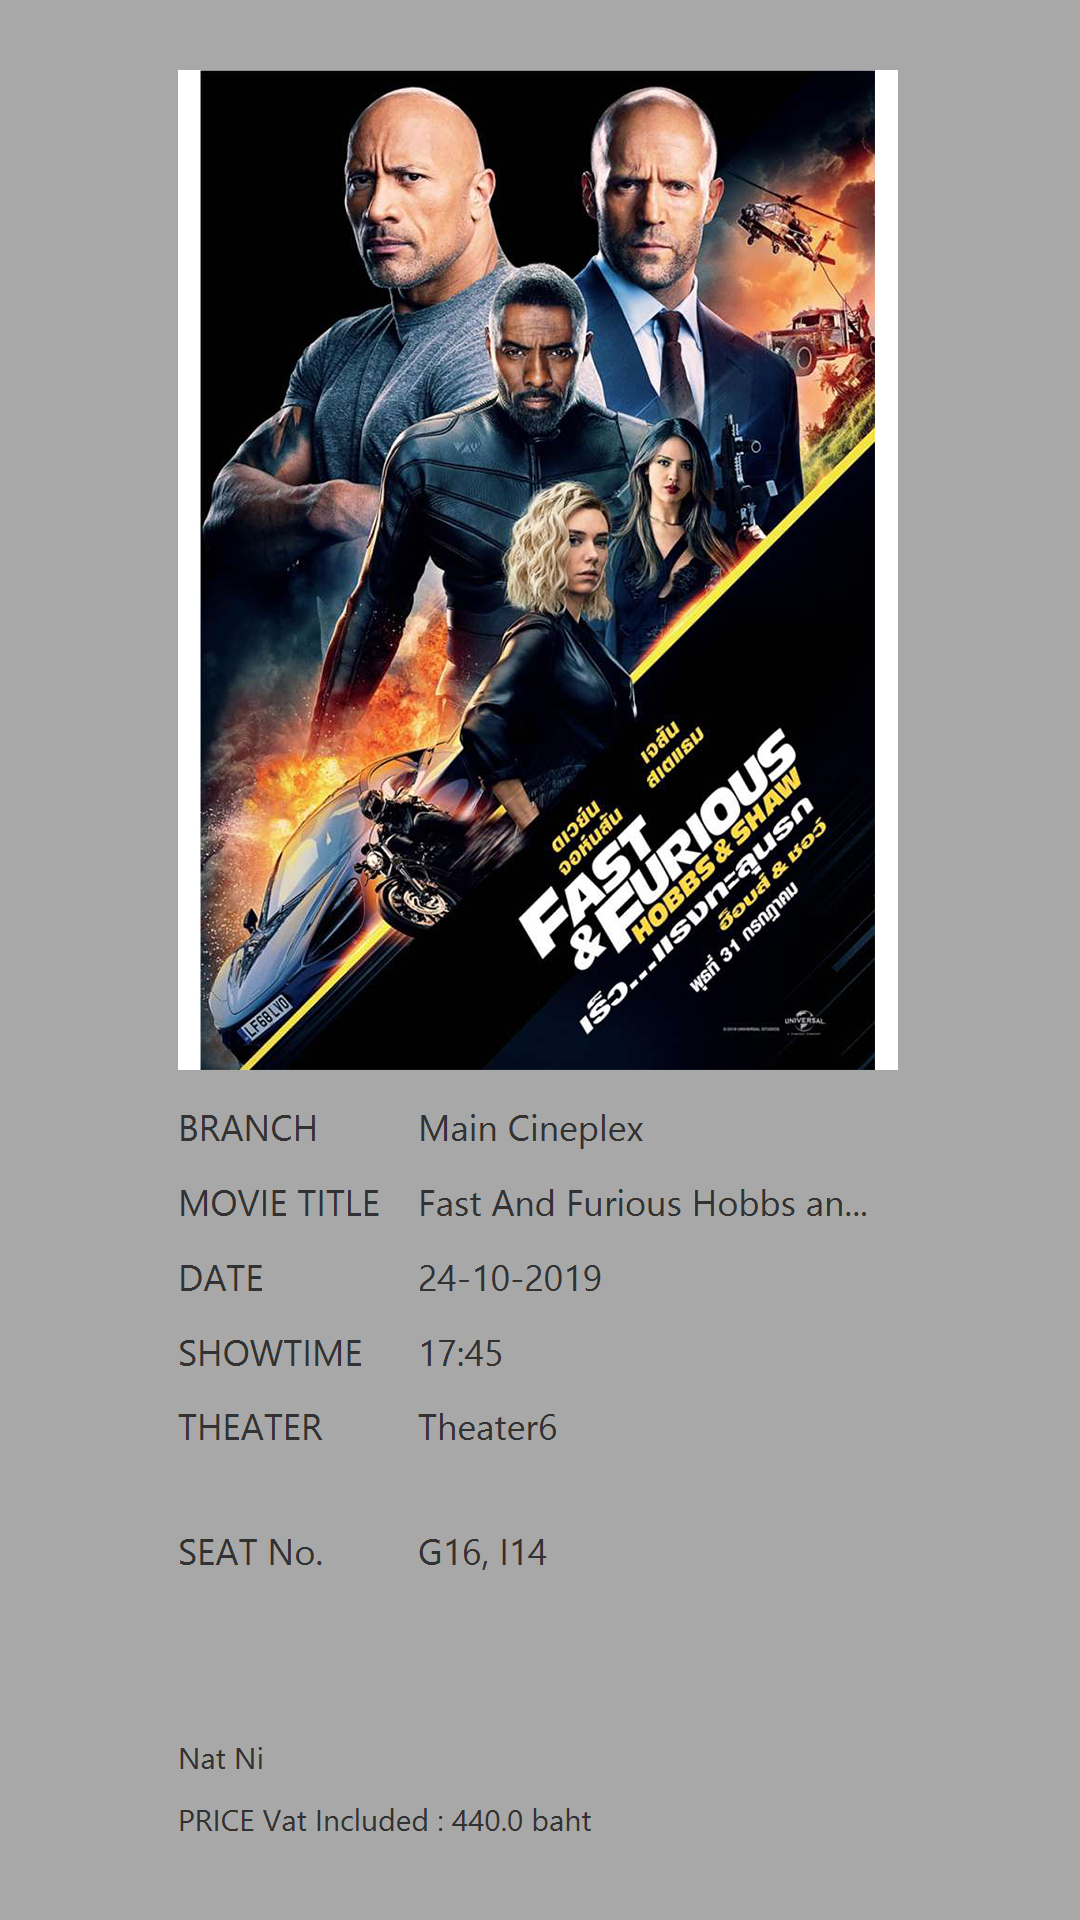 เจสัน
สเตแธม
ดเวย์น
จอห์นสัน
FAST
& FURIOUS
HOBBS & SHAW
เร็ว...แรงทะลุนรก
ฮ็อบส์ & ชอว์
พุธที่ 31 กรกฎาคม
LF68 LVO
©2019 UNIVERSAL STUDIOS
UNIVERSAL
BRANCH Main Cineplex
MOVIE TITLE Fast And Furious Hobbs an...
DATE 24-10-2019
SHOWTIME 17:45
THEATER Theater6
SEAT No. G16, I14
Nat Ni
PRICE Vat Included : 440.0 baht